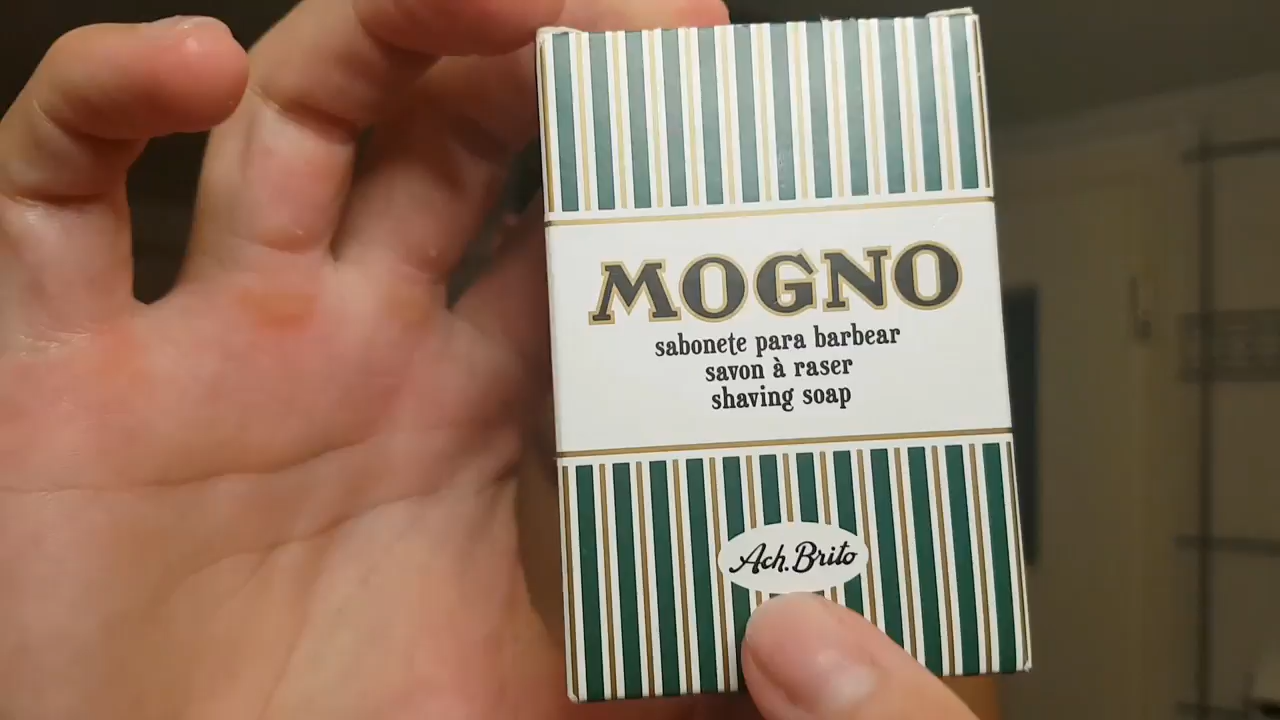 MOGNO
sabonete para barbear
savon à raser
shaving soap
Ach. Brito